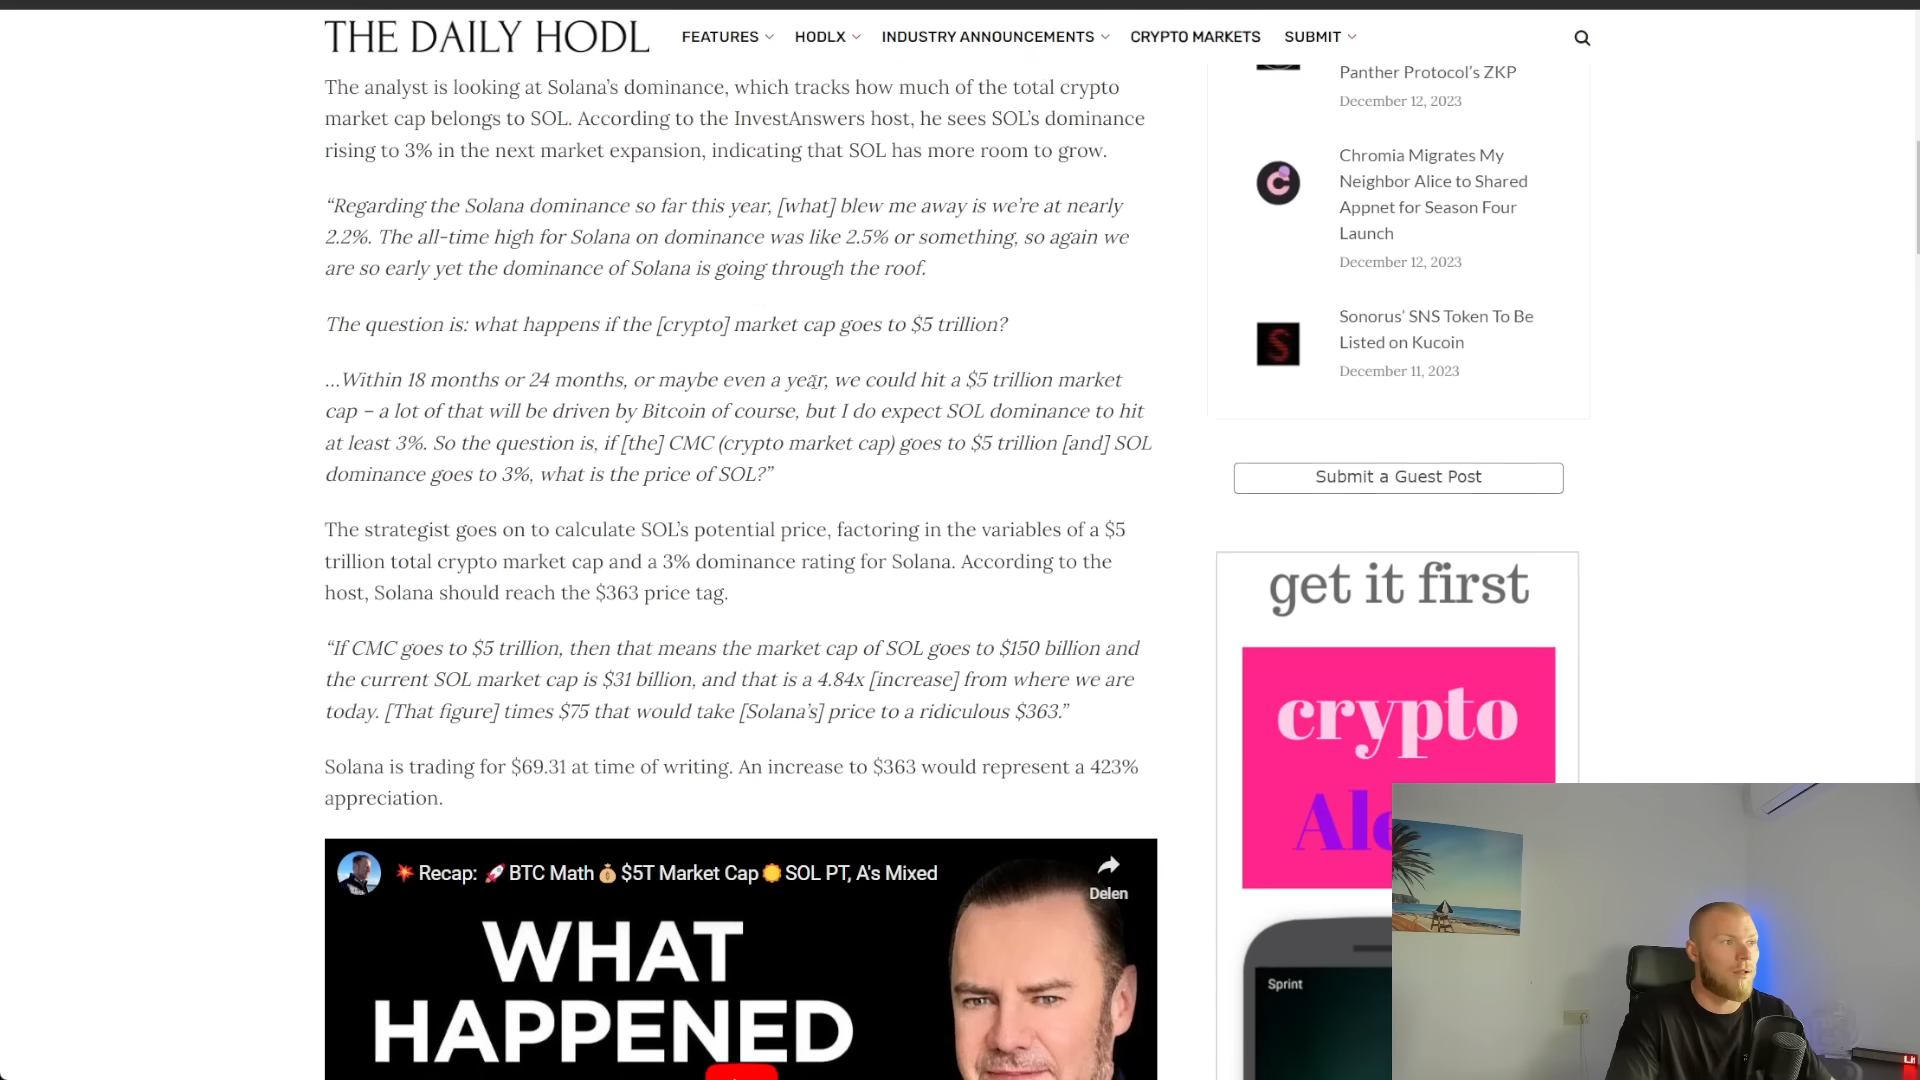 THE DAILY HODL
FEATURES
HODLX
INDUSTRY ANNOUNCEMENTS
CRYPTO MARKETS
SUBMIT
The analyst is looking at Solana’s dominance, which tracks how much of the total crypto
market cap belongs to SOL. According to the InvestAnswers host, he sees SOL’s dominance
rising to 3% in the next market expansion, indicating that SOL has more room to grow.
“Regarding the Solana dominance so far this year, [what] blew me away is we’re at nearly
2.2%. The all-time high for Solana on dominance was like 2.5% or something, so again we
are so early yet the dominance of Solana is going through the roof.
The question is: what happens if the [crypto] market cap goes to $5 trillion?
…Within 18 months or 24 months, or maybe even a year, we could hit a $5 trillion market
cap – a lot of that will be driven by Bitcoin of course, but I do expect SOL dominance to hit
at least 3%. So the question is, if [the] CMC (crypto market cap) goes to $5 trillion [and] SOL
dominance goes to 3%, what is the price of SOL?”
The strategist goes on to calculate SOL’s potential price, factoring in the variables of a $5
trillion total crypto market cap and a 3% dominance rating for Solana. According to the
host, Solana should reach the $363 price tag.
“If CMC goes to $5 trillion, then that means the market cap of SOL goes to $150 billion and
the current SOL market cap is $31 billion, and that is a 4.84x [increase] from where we are
today. [That figure] times $75 that would take [Solana’s] price to a ridiculous $363.”
Solana is trading for $69.31 at time of writing. An increase to $363 would represent a 423%
appreciation.
Recap: BTC Math $5T Market Cap SOL PT, A's Mixed
Delen
WHAT
HAPPENED
Panther Protocol’s ZKP
December 12, 2023
Chromia Migrates My
Neighbor Alice to Shared
Appnet for Season Four
Launch
December 12, 2023
Sonorus’ SNS Token To Be
Listed on Kucoin
December 11, 2023
Submit a Guest Post
get it first
crypto
Sprint